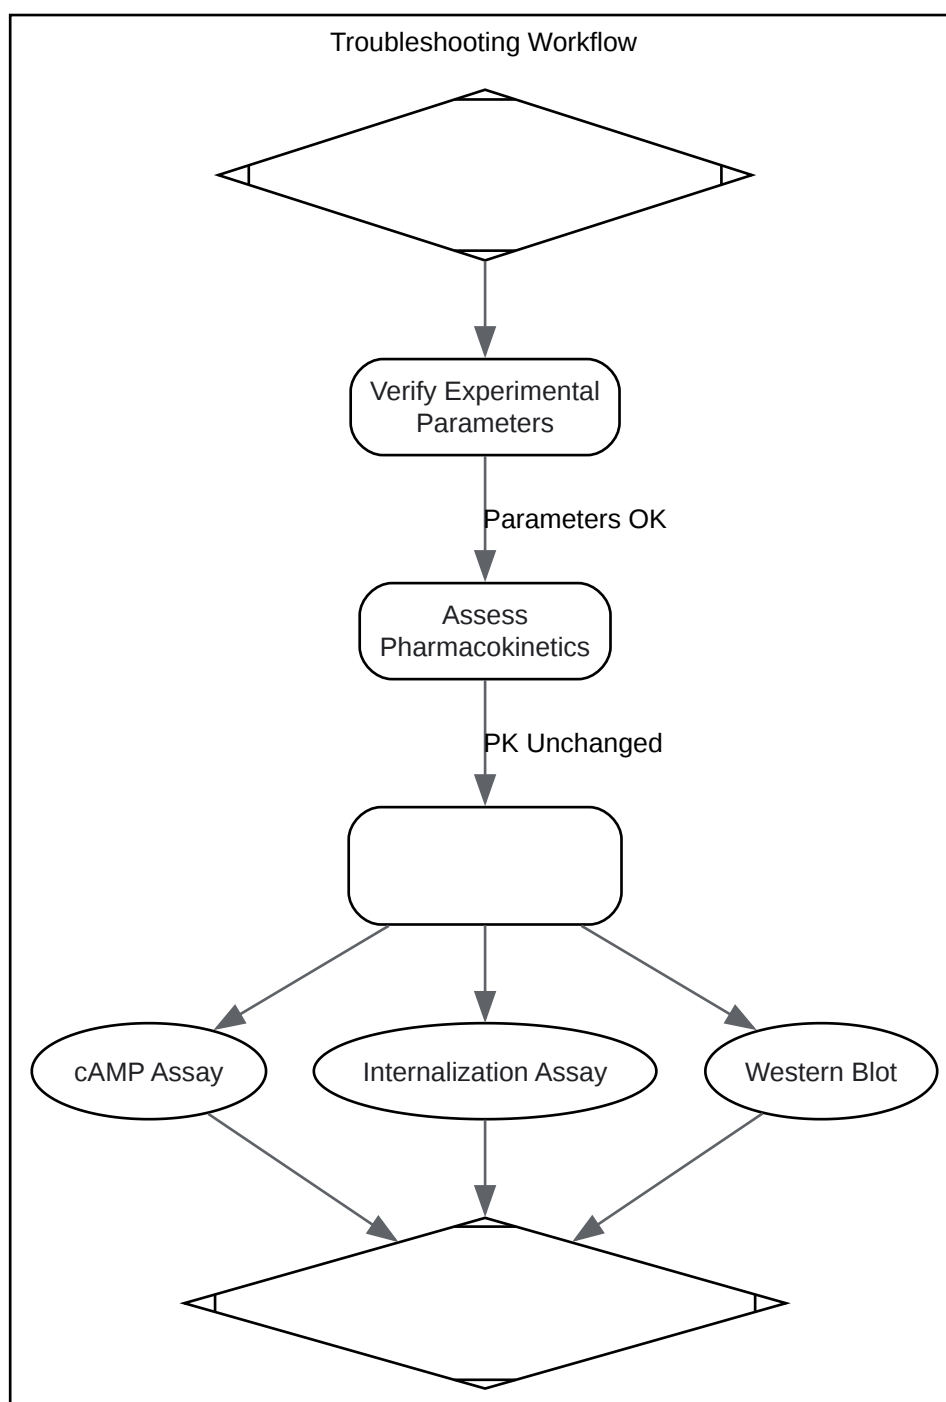 Troubleshooting Workflow
Verify Experimental
Parameters
Parameters OK
Assess
Pharmacokinetics
PK Unchanged
cAMP Assay
Internalization Assay
Western Blot